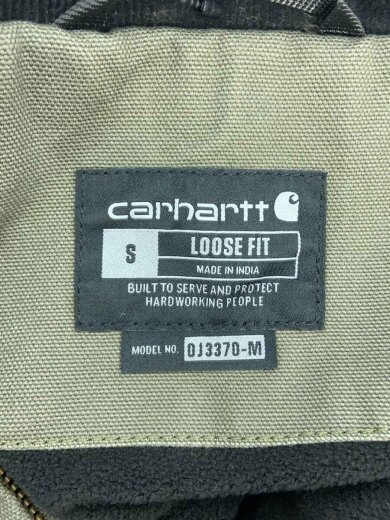 carhartt
S LOOSE FIT
MADE IN INDIA
BUILT TO SERVE AND PROTECT
HARDWORKING PEOPLE
MODEL NO. OJ3370-M